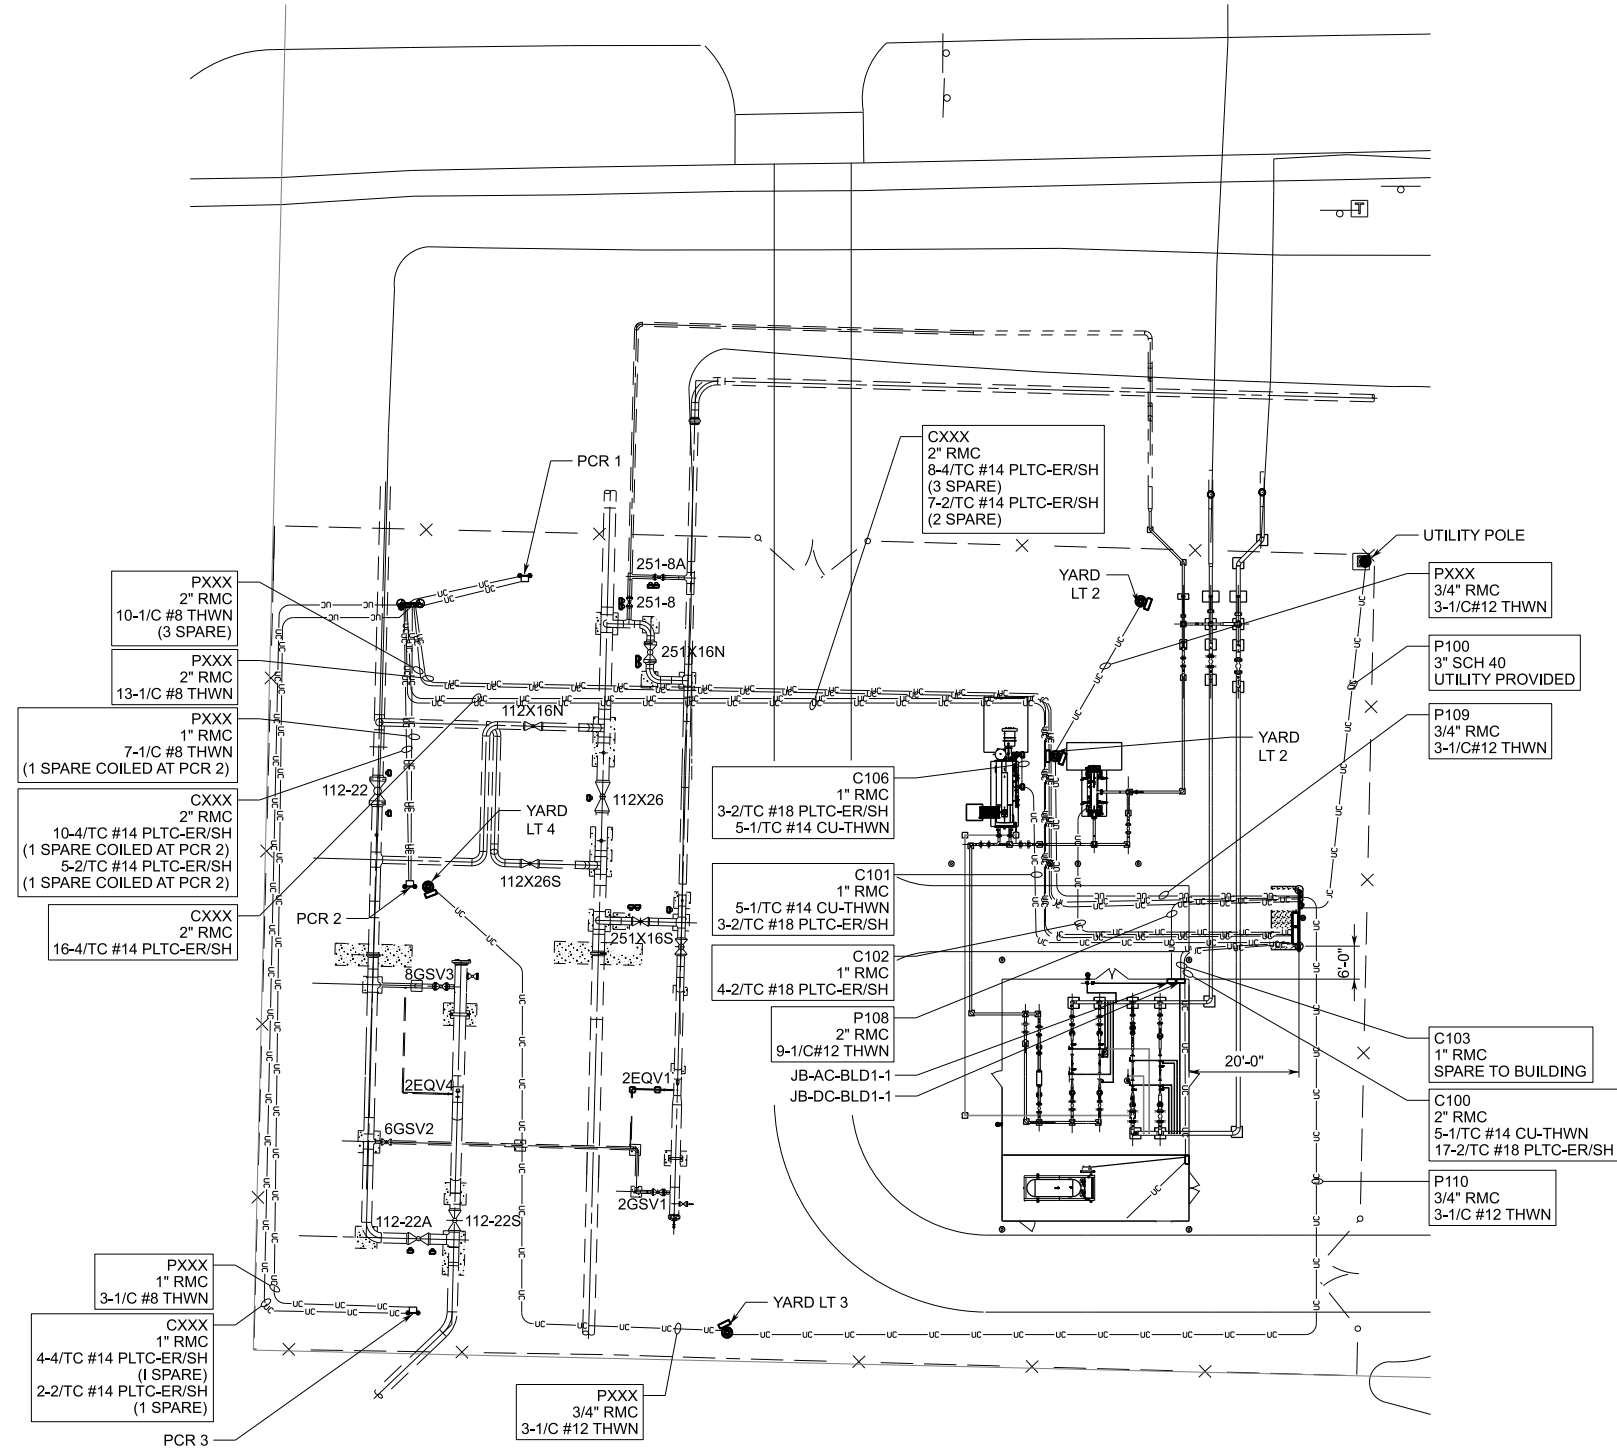 CXXX
2" RMC
8-4/TC #14 PLTC-ER/SH
(3 SPARE)
7-2/TC #14 PLTC-ER/SH
(2 SPARE)
PCR 1
UTILITY POLE
T
251-8A
251-8
251X16N
YARD
LT 2
PXXX
3/4" RMC
3-1/C#12 THWN
PXXX
2" RMC
10-1/C #8 THWN
(3 SPARE)
P100
3" SCH 40
UTILITY PROVIDED
PXXX
2" RMC
13-1/C #8 THWN
P109
3/4" RMC
3-1/C#12 THWN
PXXX
1" RMC
7-1/C #8 THWN
(1 SPARE COILED AT PCR 2)
112X16N
YARD
LT 2
CXXX
2" RMC
10-4/TC #14 PLTC-ER/SH
(1 SPARE COILED AT PCR 2)
5-2/TC #14 PLTC-ER/SH
(1 SPARE COILED AT PCR 2)
112-22
YARD
LT 4
112X26
C106
1" RMC
3-2/TC #18 PLTC-ER/SH
5-1/TC #14 CU-THWN
112X26S
C101
1" RMC
5-1/TC #14 CU-THWN
3-2/TC #18 PLTC-ER/SH
CXXX
2" RMC
16-4/TC #14 PLTC-ER/SH
PCR 2
251X16S
C102
1" RMC
4-2/TC #18 PLTC-ER/SH
6'-0"
8GSV3
P108
2" RMC
9-1/C#12 THWN
JB-AC-BLD1-1
JB-DC-BLD1-1
20'-0"
C103
1" RMC
SPARE TO BUILDING
2EQV4
2EQV1
C100
2" RMC
5-1/TC #14 CU-THWN
17-2/TC #18 PLTC-ER/SH
6GSV2
P110
3/4" RMC
3-1/C #12 THWN
2GSV1
112-22A
112-22S
PXXX
1" RMC
3-1/C #8 THWN
YARD LT 3
CXXX
1" RMC
4-4/TC #14 PLTC-ER/SH
(I SPARE)
2-2/TC #14 PLTC-ER/SH
(1 SPARE)
PXXX
3/4" RMC
3-1/C #12 THWN
PCR 3
UC
UC
UC
UC
UC
UC
UC
UC
UC
UC
UC
UC
UC